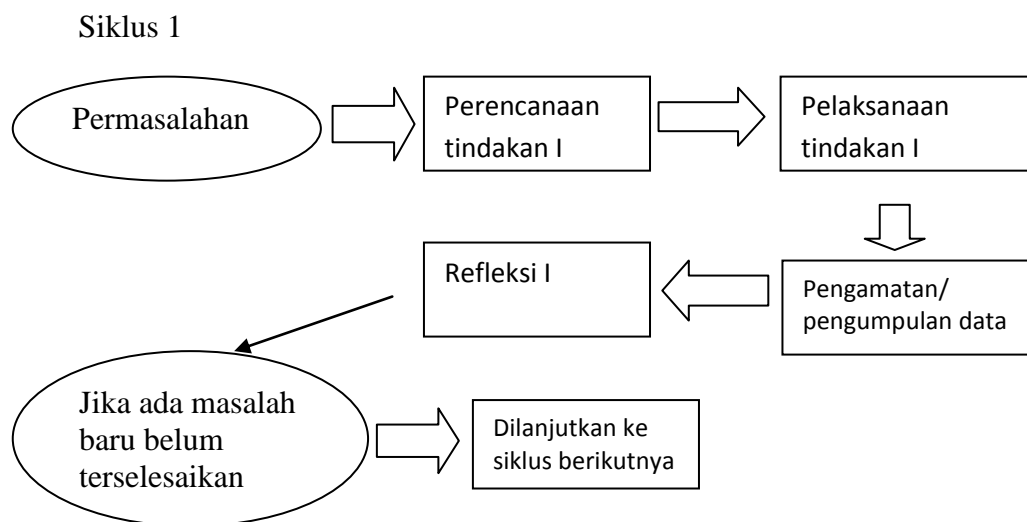 Siklus 1
Permasalahan
Perencanaan
tindakan I
Pelaksanaan
tindakan I
Pengamatan/
pengumpulan data
Refleksi I
Jika ada masalah
baru belum
terselesaikan
Dilanjutkan ke
siklus berikutnya